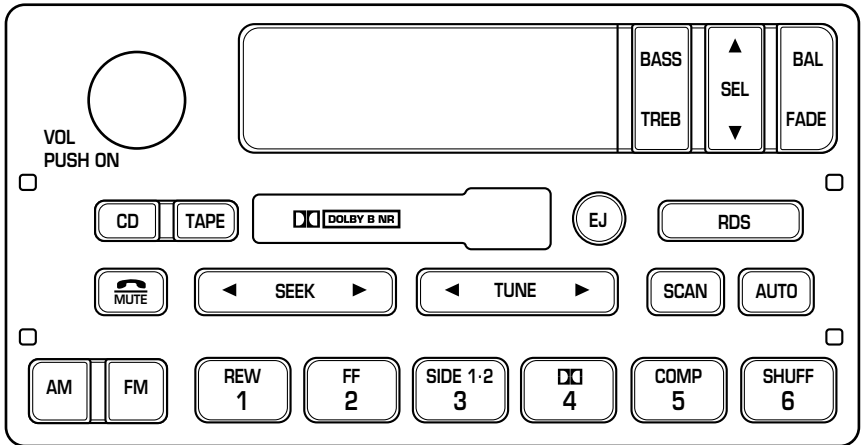 BASS
SEL
BAL
TREB
FADE
VOL
PUSH ON
CD
TAPE
DOLBY B NR
EJ
RDS
MUTE
SEEK
TUNE
SCAN
AUTO
AM
FM
REW
1
FF
2
SIDE 1·2
3
4
COMP
5
SHUFF
6